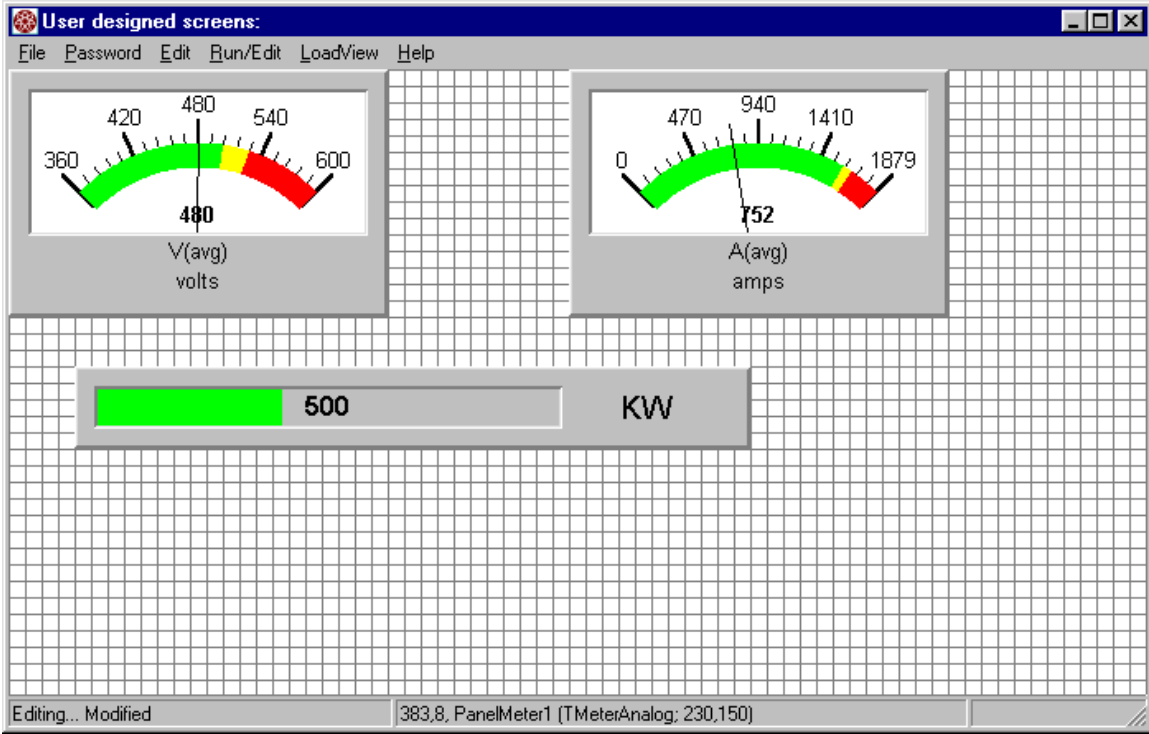 User designed screens:
File Password Edit Run/Edit LoadView Help
360 420 480 540 600
480
V(avg)
volts
0 470 940 1410 1879
752
A(avg)
amps
500 KW
Editing... Modified
383,8, PanelMeter1 (TMeterAnalog; 230,150)